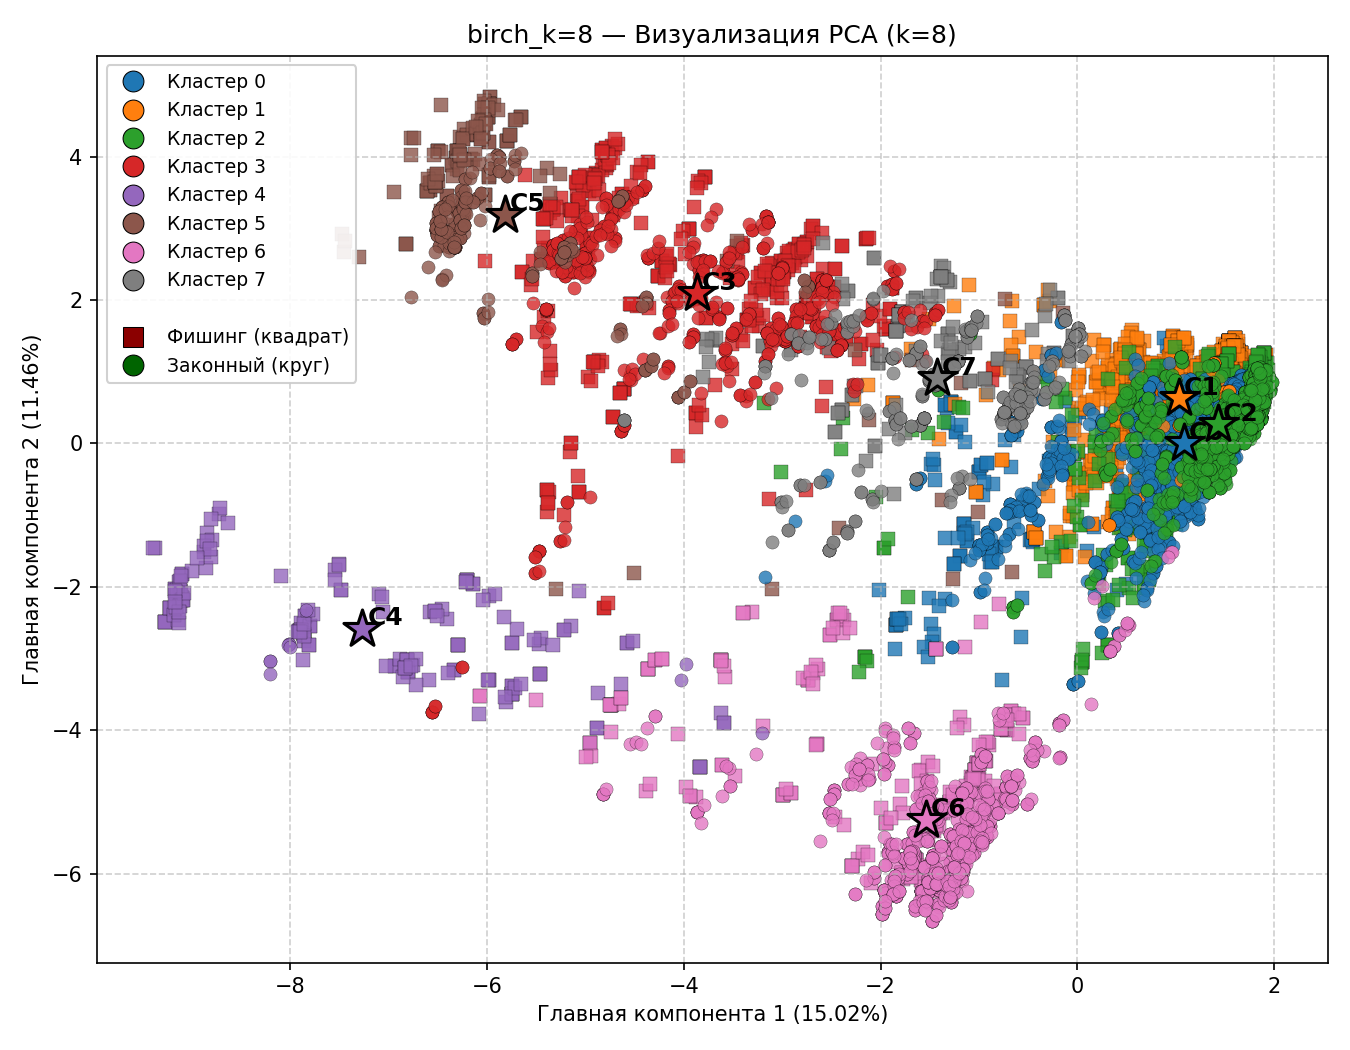 birch_k=8 — Визуализация PCA (k=8)
Кластер 0
Кластер 1
Кластер 2
Кластер 3
Кластер 4
Кластер 5
Кластер 6
Кластер 7
Фишинг (квадрат)
Законный (круг)
C5
C3
C7
C1
C2
C4
C6
4
2
0
−2
−4
−6
−8
−6
−4
−2
0
2
Главная компонента 2 (11.46%)
Главная компонента 1 (15.02%)